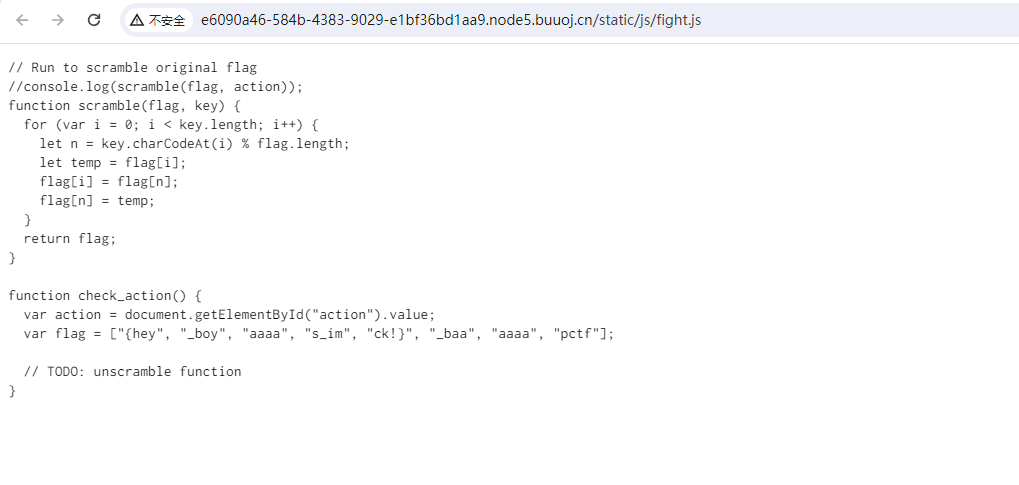 不安全 e6090a46-584b-4383-9029-e1bf36bd1aa9.node5.buuoj.cn/static/js/fight.js
// Run to scramble original flag
//console.log(scramble(flag, action));
function scramble(flag, key) {
  for (var i = 0; i < key.length; i++) {
    let n = key.charCodeAt(i) % flag.length;
    let temp = flag[i];
    flag[i] = flag[n];
    flag[n] = temp;
  }
  return flag;
}

function check_action() {
  var action = document.getElementById("action").value;
  var flag = ["{hey", "_boy", "aaaa", "s_im", "ck!}", "_baa", "aaaa", "pctf"];

  // TODO: unscramble function
}